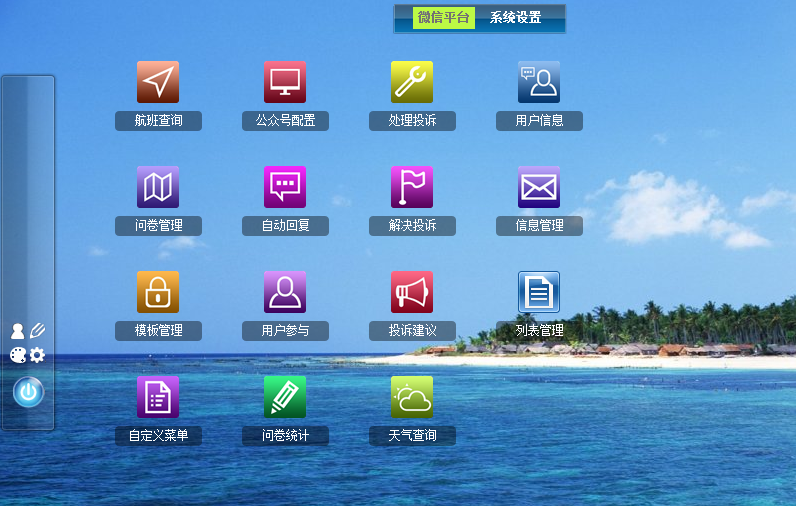 微信平台 系统设置
航班查询 公众号配置 处理投诉 用户信息
问卷管理 自动回复 解决投诉 信息管理
模板管理 用户参与 投诉建议 列表管理
自定义菜单 问卷统计 天气查询